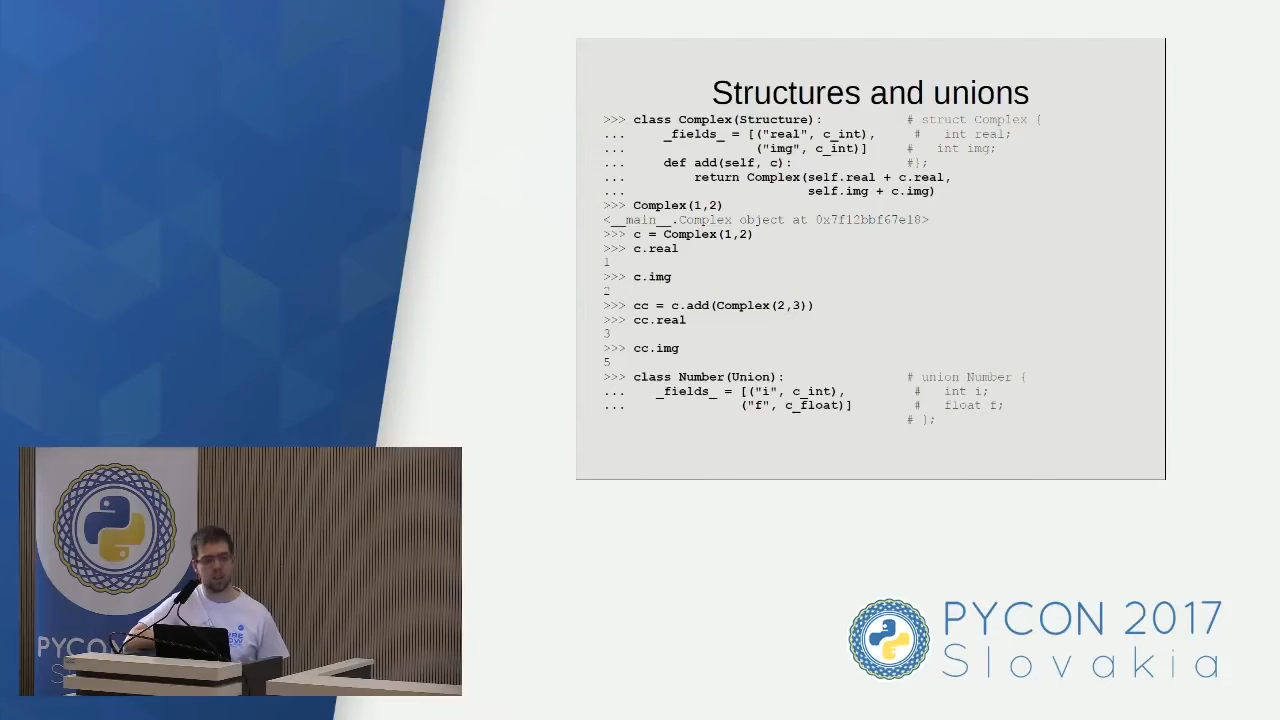 Structures and unions
>>> class Complex(Structure):           # struct Complex {
...     _fields_ = [("real", c_int),     #   int real;
...                 ("img", c_int)]     #   int img;
...     def add(self, c):               #};
...         return Complex(self.real + c.real,
...                        self.img + c.img)
>>> Complex(1,2)
<__main__.Complex object at 0x7f12bbf67e18>
>>> c = Complex(1,2)
>>> c.real
1
>>> c.img
2
>>> cc = c.add(Complex(2,3))
>>> cc.real
3
>>> cc.img
5
>>> class Number(Union):                # union Number {
...    _fields_ = [("i", c_int),         #   int i;
...               ("f", c_float)]        #   float f;
# };
PYCON
PYCON 2017
Slovakia